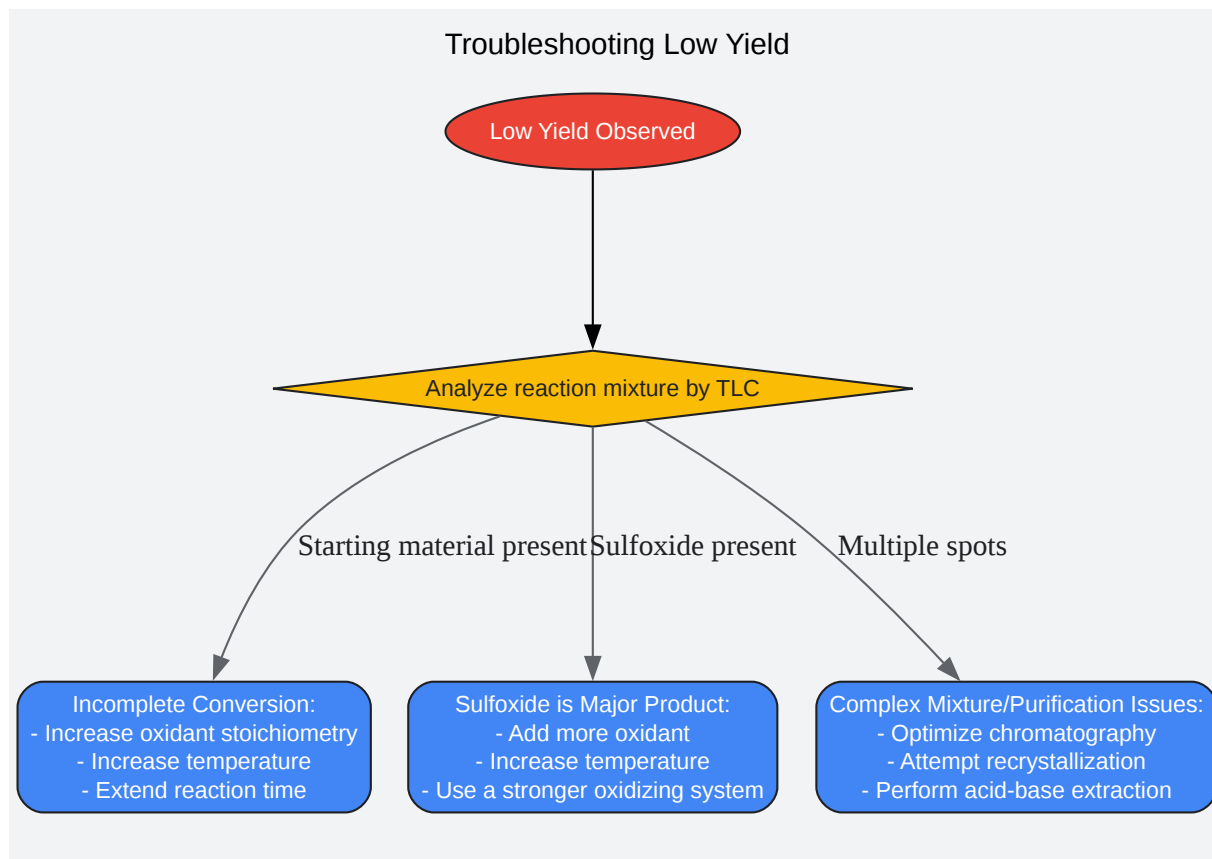 Troubleshooting Low Yield
Low Yield Observed
Analyze reaction mixture by TLC
Starting material present
Sulfoxide present
Multiple spots
Incomplete Conversion:
- Increase oxidant stoichiometry
- Increase temperature
- Extend reaction time
Sulfoxide is Major Product:
- Add more oxidant
- Increase temperature
- Use a stronger oxidizing system
Complex Mixture/Purification Issues:
- Optimize chromatography
- Attempt recrystallization
- Perform acid-base extraction